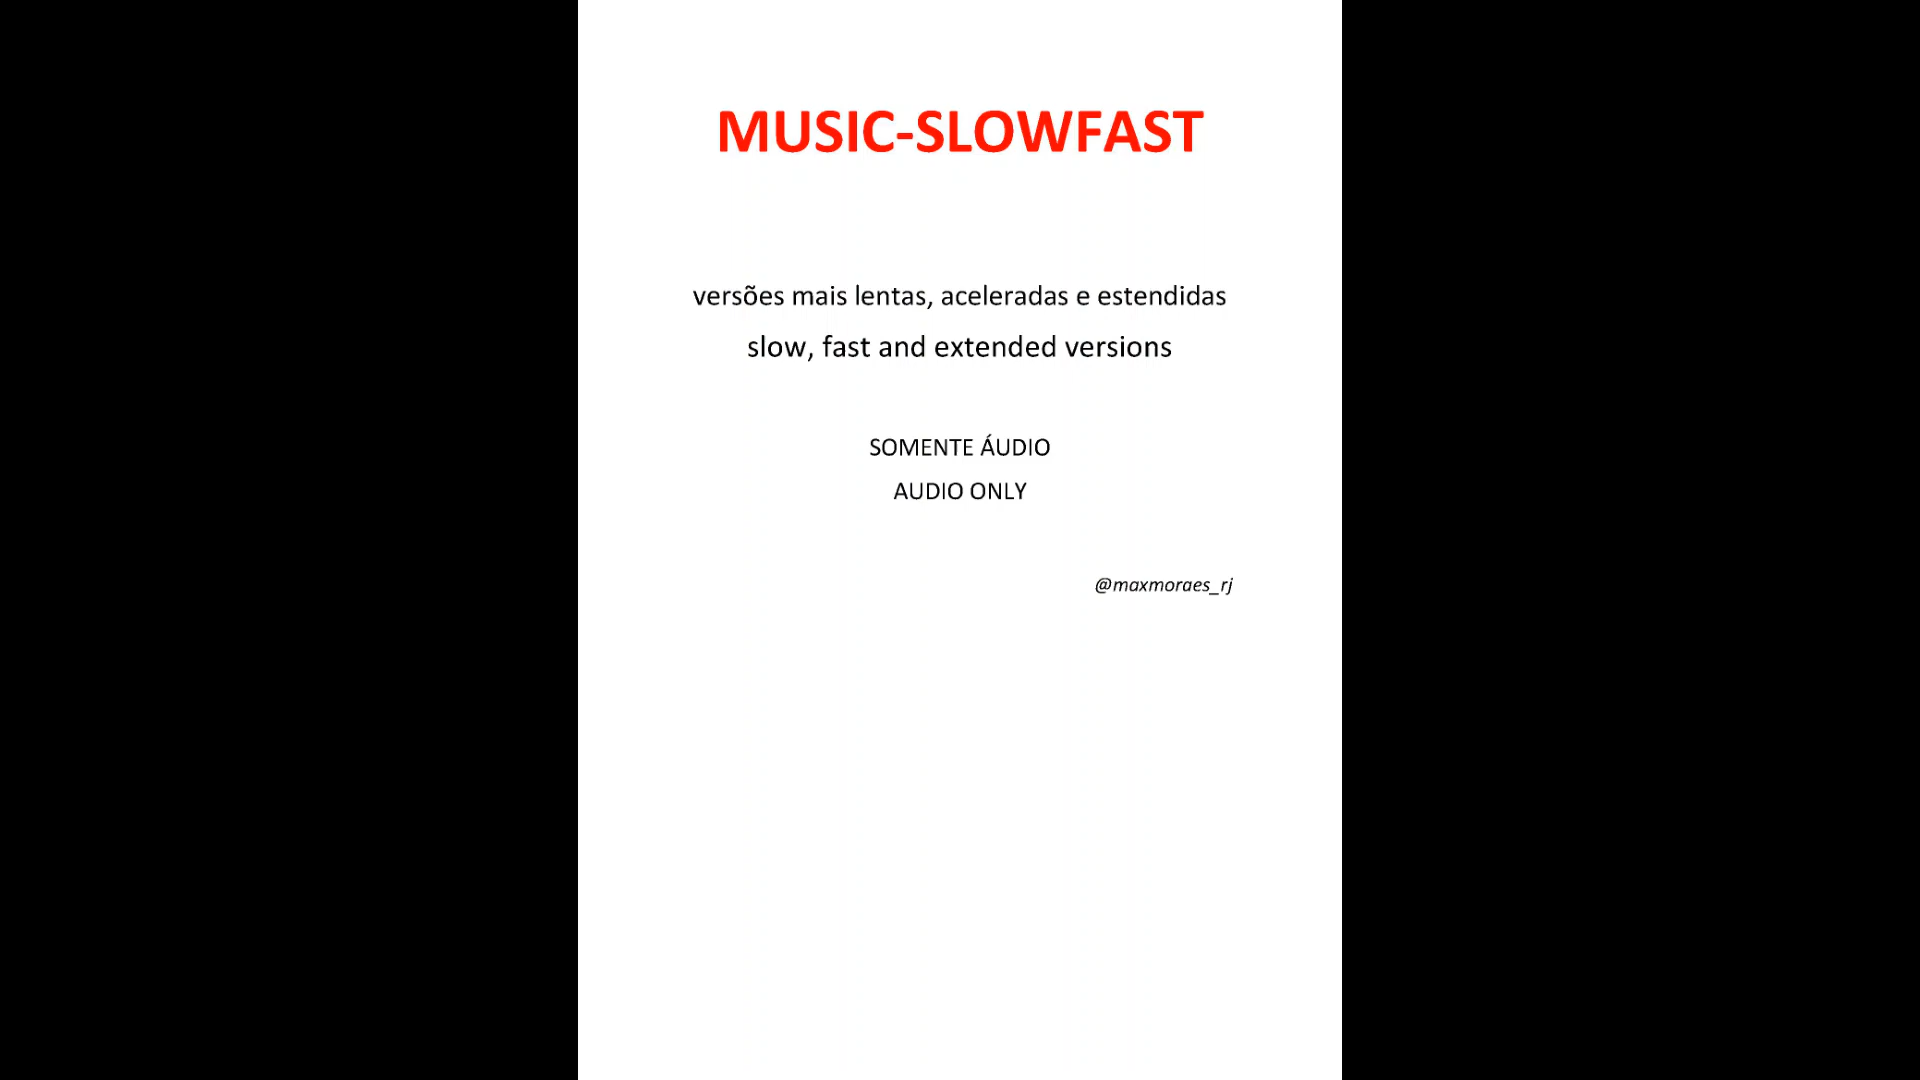 MUSIC-SLOWFAST
versões mais lentas, aceleradas e estendidas
slow, fast and extended versions
SOMENTE ÁUDIO
AUDIO ONLY
@maxmoraes_rj